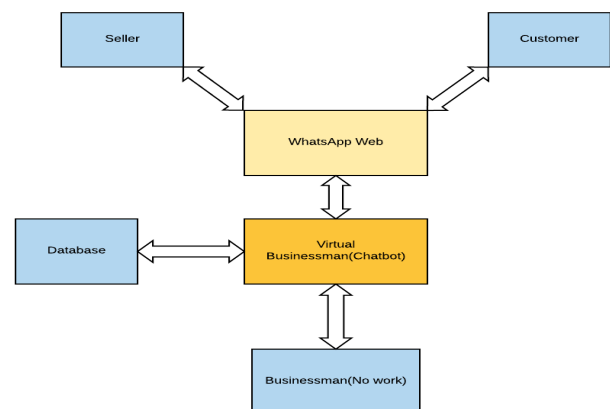 Seller
Customer
WhatsApp Web
Database
Virtual
Businessman(Chatbot)
Businessman(No work)